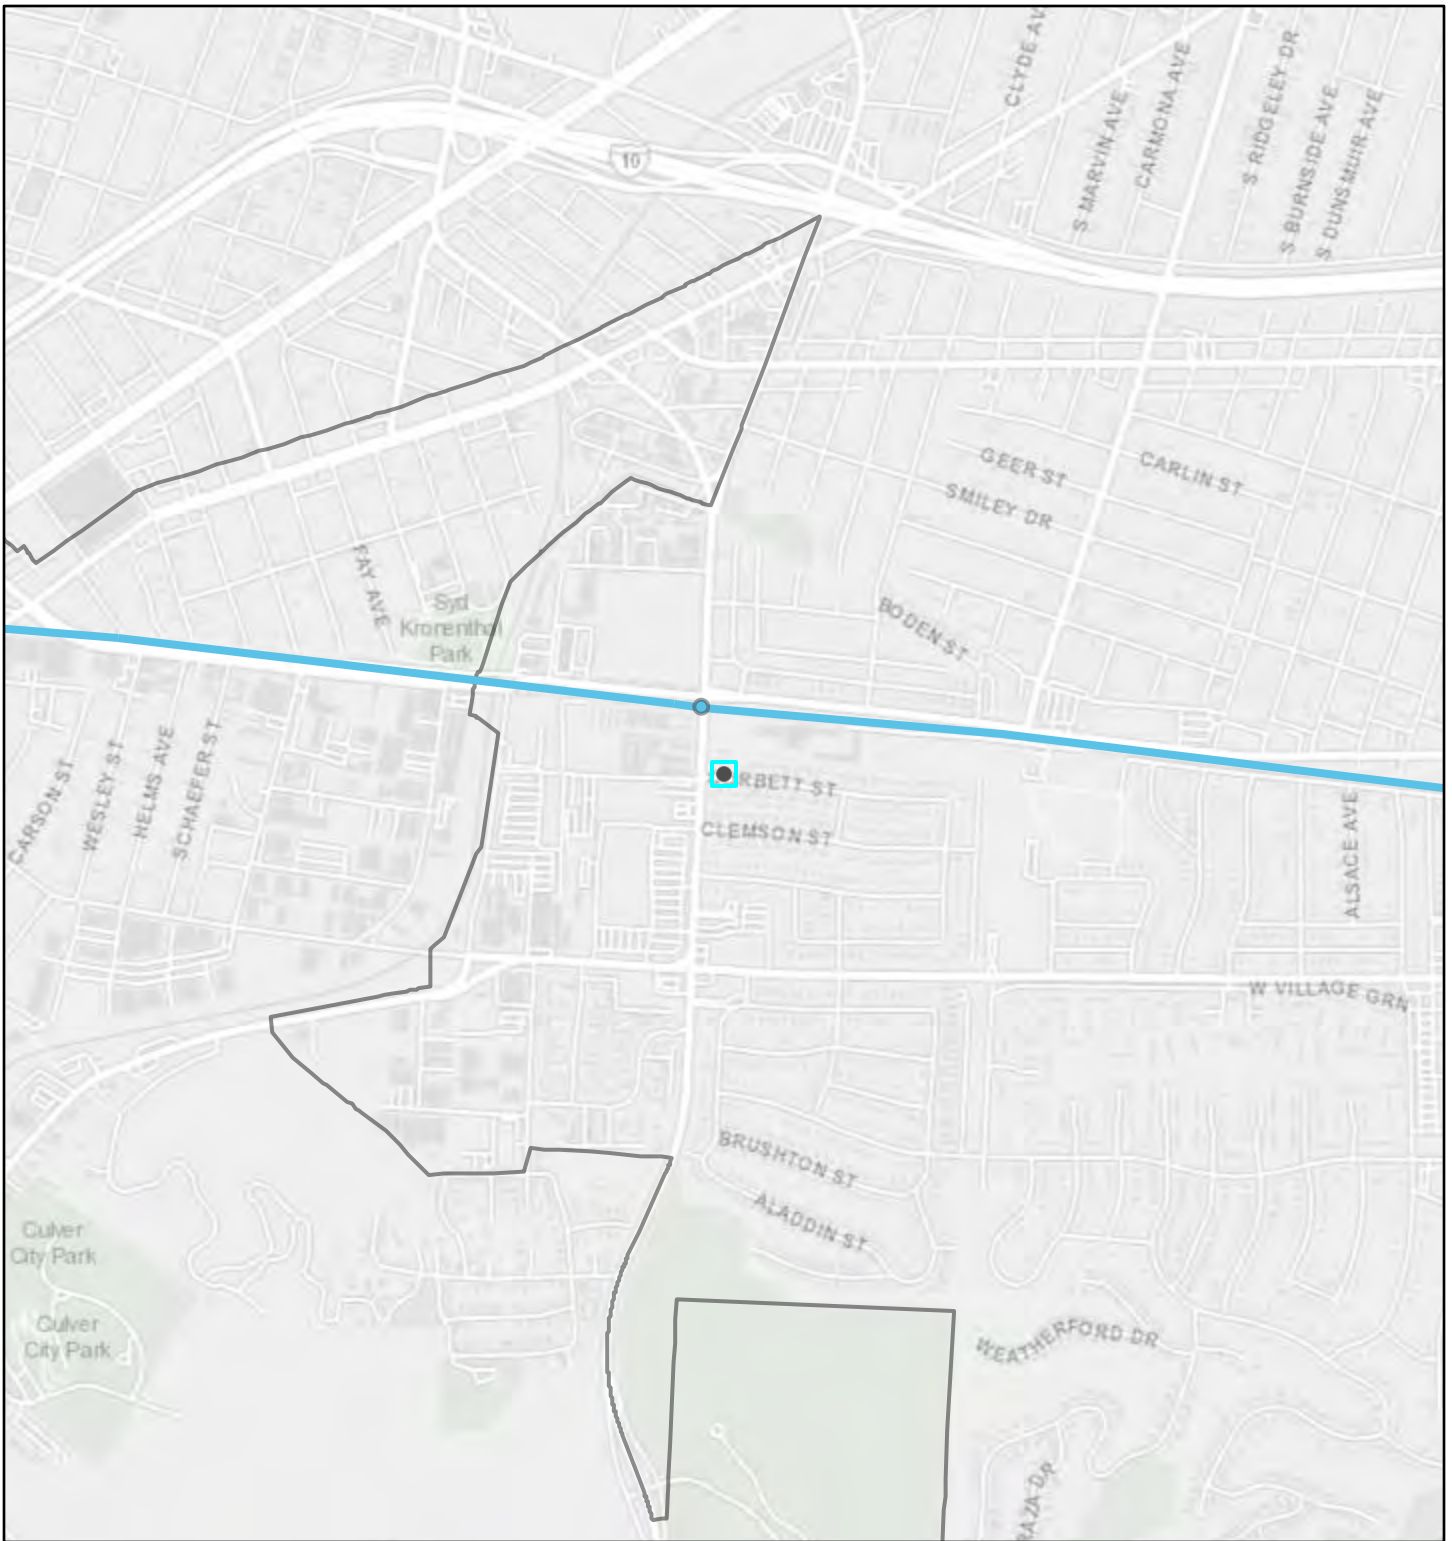 CLYDE AV
S MARVIN AVE
CARMONA AVE
S RIDGELEY DR
S BURNSIDE AVE
S DUNSMUIR AVE
10
GEER ST
CARLIN ST
SMILEY DR
FAY AVE
Syd
Kronenthal
Park
BODEN ST
CARSON ST
WESLEY ST
HELMS AVE
SCHAEFER ST
RBETT ST
CLEMSON ST
ALSACE AVE
W VILLAGE GRN
BRUSHTON ST
ALADDIN ST
Culver
City Park
Culver
City Park
WEATHERFORD DR
RAZA DR